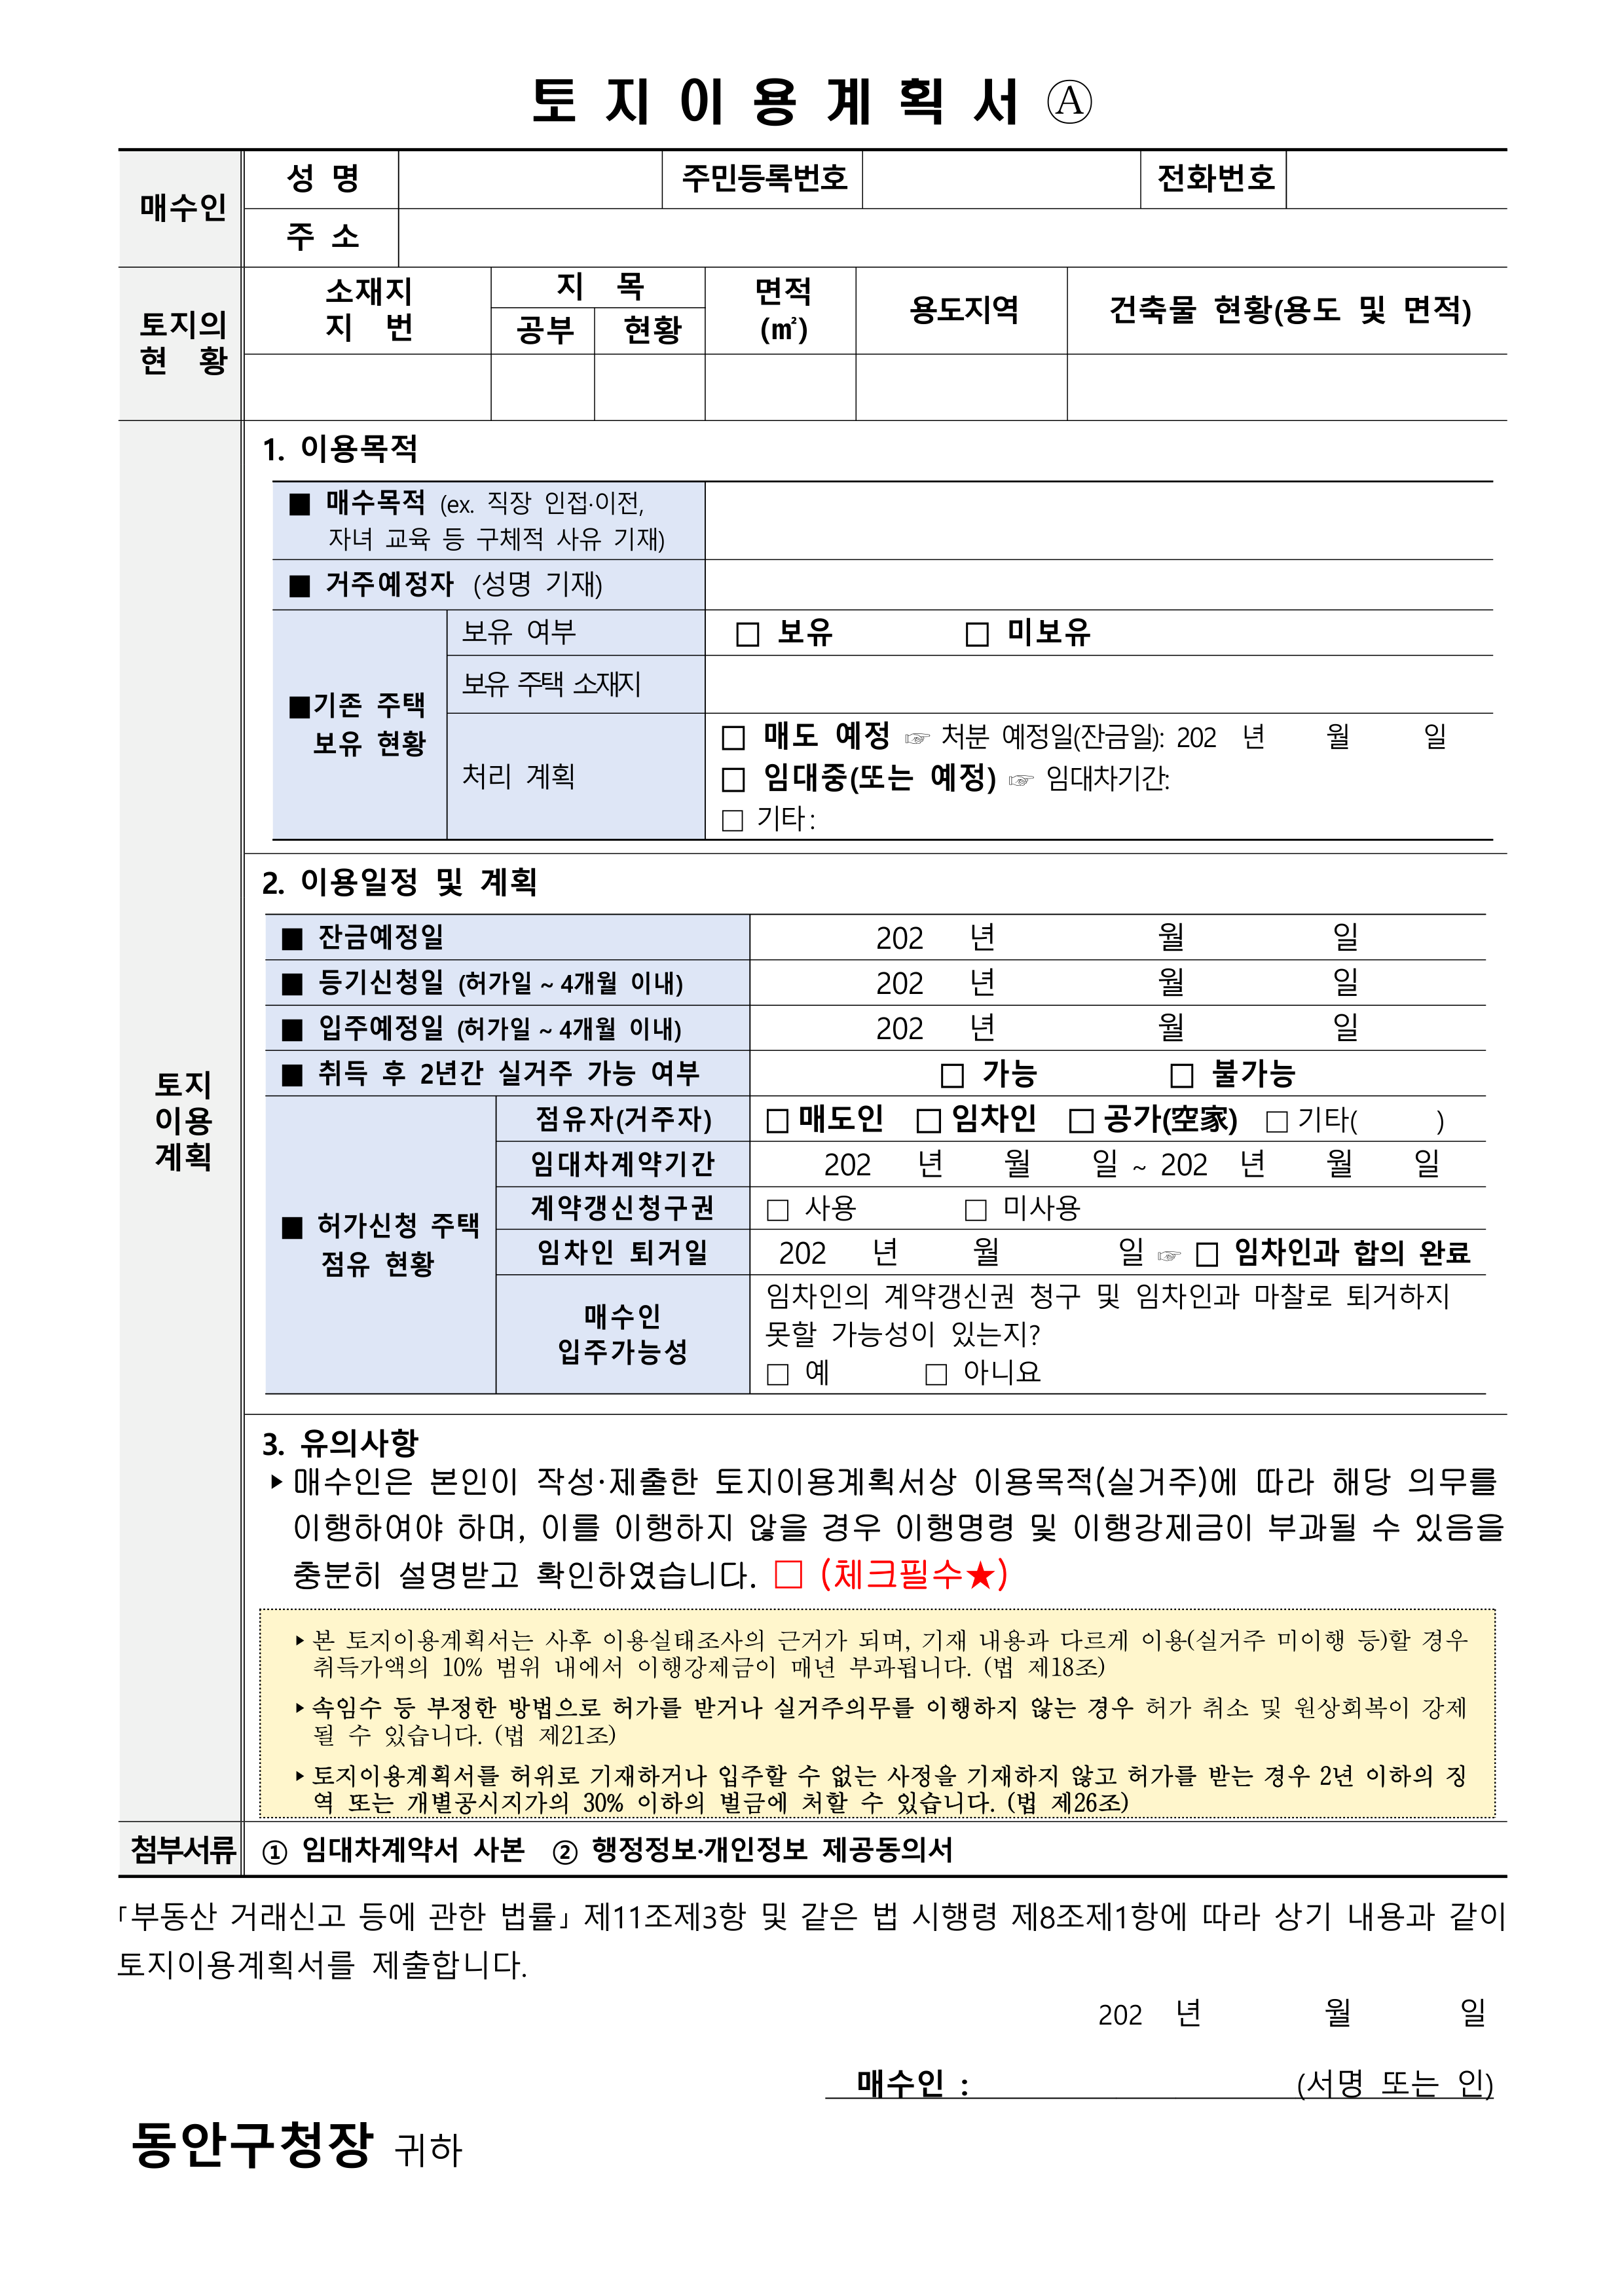 토 지 이 용 계 획 서 Ⓐ
매수인
성 명
주민등록번호
전화번호
주 소
토지의
현 황
소재지
지 번
지 목
공부
현황
면적
(㎡)
용도지역
건축물 현황(용도 및 면적)
토지
이용
계획
1. 이용목적
■ 매수목적 (ex. 직장 인접·이전,
자녀 교육 등 구체적 사유 기재)
■ 거주예정자 (성명 기재)
■기존 주택
보유 현황
보유 여부
□ 보유 □ 미보유
보유 주택 소재지
처리 계획
□ 매도 예정 ☞ 처분 예정일(잔금일): 202 년 월 일
□ 임대중(또는 예정) ☞ 임대차기간:
□ 기타:
2. 이용일정 및 계획
■ 잔금예정일 202 년 월 일
■ 등기신청일 (허가일 ~ 4개월 이내) 202 년 월 일
■ 입주예정일 (허가일 ~ 4개월 이내) 202 년 월 일
■ 취득 후 2년간 실거주 가능 여부 □ 가능 □ 불가능
■ 허가신청 주택
점유 현황
점유자(거주자) □ 매도인 □ 임차인 □ 공가(空家) □ 기타( )
임대차계약기간 202 년 월 일 ~ 202 년 월 일
계약갱신청구권 □ 사용 □ 미사용
임차인 퇴거일 202 년 월 일 ☞ □ 임차인과 합의 완료
매수인
입주가능성
임차인의 계약갱신권 청구 및 임차인과 마찰로 퇴거하지
못할 가능성이 있는지?
□ 예 □ 아니요
3. 유의사항
‣ 매수인은 본인이 작성·제출한 토지이용계획서상 이용목적(실거주)에 따라 해당 의무를
이행하여야 하며, 이를 이행하지 않을 경우 이행명령 및 이행강제금이 부과될 수 있음을
충분히 설명받고 확인하였습니다. □ (체크필수★)
‣ 본 토지이용계획서는 사후 이용실태조사의 근거가 되며, 기재 내용과 다르게 이용(실거주 미이행 등)할 경우
취득가액의 10% 범위 내에서 이행강제금이 매년 부과됩니다. (법 제18조)
‣ 속임수 등 부정한 방법으로 허가를 받거나 실거주의무를 이행하지 않는 경우 허가 취소 및 원상회복이 강제
될 수 있습니다. (법 제21조)
‣ 토지이용계획서를 허위로 기재하거나 입주할 수 없는 사정을 기재하지 않고 허가를 받는 경우 2년 이하의 징
역 또는 개별공시지가의 30% 이하의 벌금에 처할 수 있습니다. (법 제26조)
첨부서류
① 임대차계약서 사본 ② 행정정보·개인정보 제공동의서
「부동산 거래신고 등에 관한 법률」 제11조제3항 및 같은 법 시행령 제8조제1항에 따라 상기 내용과 같이
토지이용계획서를 제출합니다.
202 년 월 일
매수인 : (서명 또는 인)
동안구청장 귀하